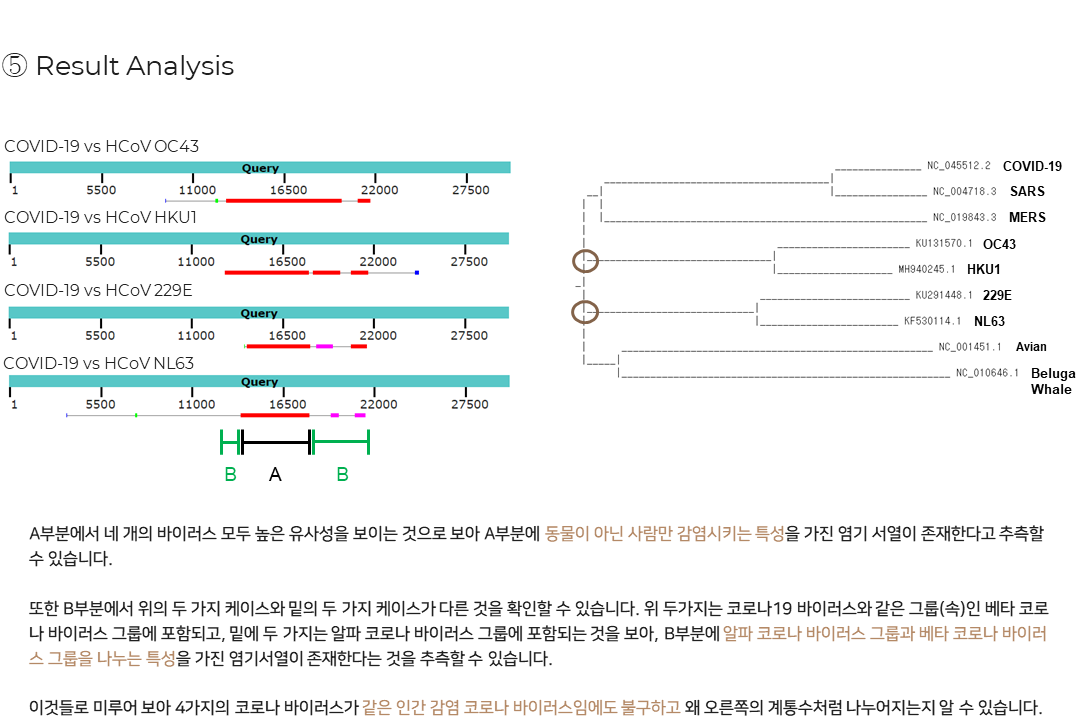 ⑤ Result Analysis
COVID-19 vs HCoV OC43
Query
1 5500 11000 16500 22000 27500
COVID-19 vs HCoV HKU1
Query
1 5500 11000 16500 22000 27500
COVID-19 vs HCoV 229E
Query
1 5500 11000 16500 22000 27500
COVID-19 vs HCoV NL63
Query
1 5500 11000 16500 22000 27500
B A B
NC_045512.2 COVID-19
NC_004718.3 SARS
NC_019843.3 MERS
KU131570.1 OC43
MH940245.1 HKU1
KU291448.1 229E
KF530114.1 NL63
NC_001451.1 Avian
NC_010646.1 Beluga
Whale
A부분에서 네 개의 바이러스 모두 높은 유사성을 보이는 것으로 보아 A부분에 동물이 아닌 사람만 감염시키는 특성을 가진 염기 서열이 존재한다고 추측할
수 있습니다.
또한 B부분에서 위의 두 가지 케이스와 밑의 두 가지 케이스가 다른 것을 확인할 수 있습니다. 위 두가지는 코로나19 바이러스와 같은 그룹(속)인 베타 코로
나 바이러스 그룹에 포함되고, 밑에 두 가지는 알파 코로나 바이러스 그룹에 포함되는 것을 보아, B부분에 알파 코로나 바이러스 그룹과 베타 코로나 바이러
스 그룹을 나누는 특성을 가진 염기서열이 존재한다는 것을 추측할 수 있습니다.
이것들로 미루어 보아 4가지의 코로나 바이러스가 같은 인간 감염 코로나 바이러스임에도 불구하고 왜 오른쪽의 계통수처럼 나누어지는지 알 수 있습니다.